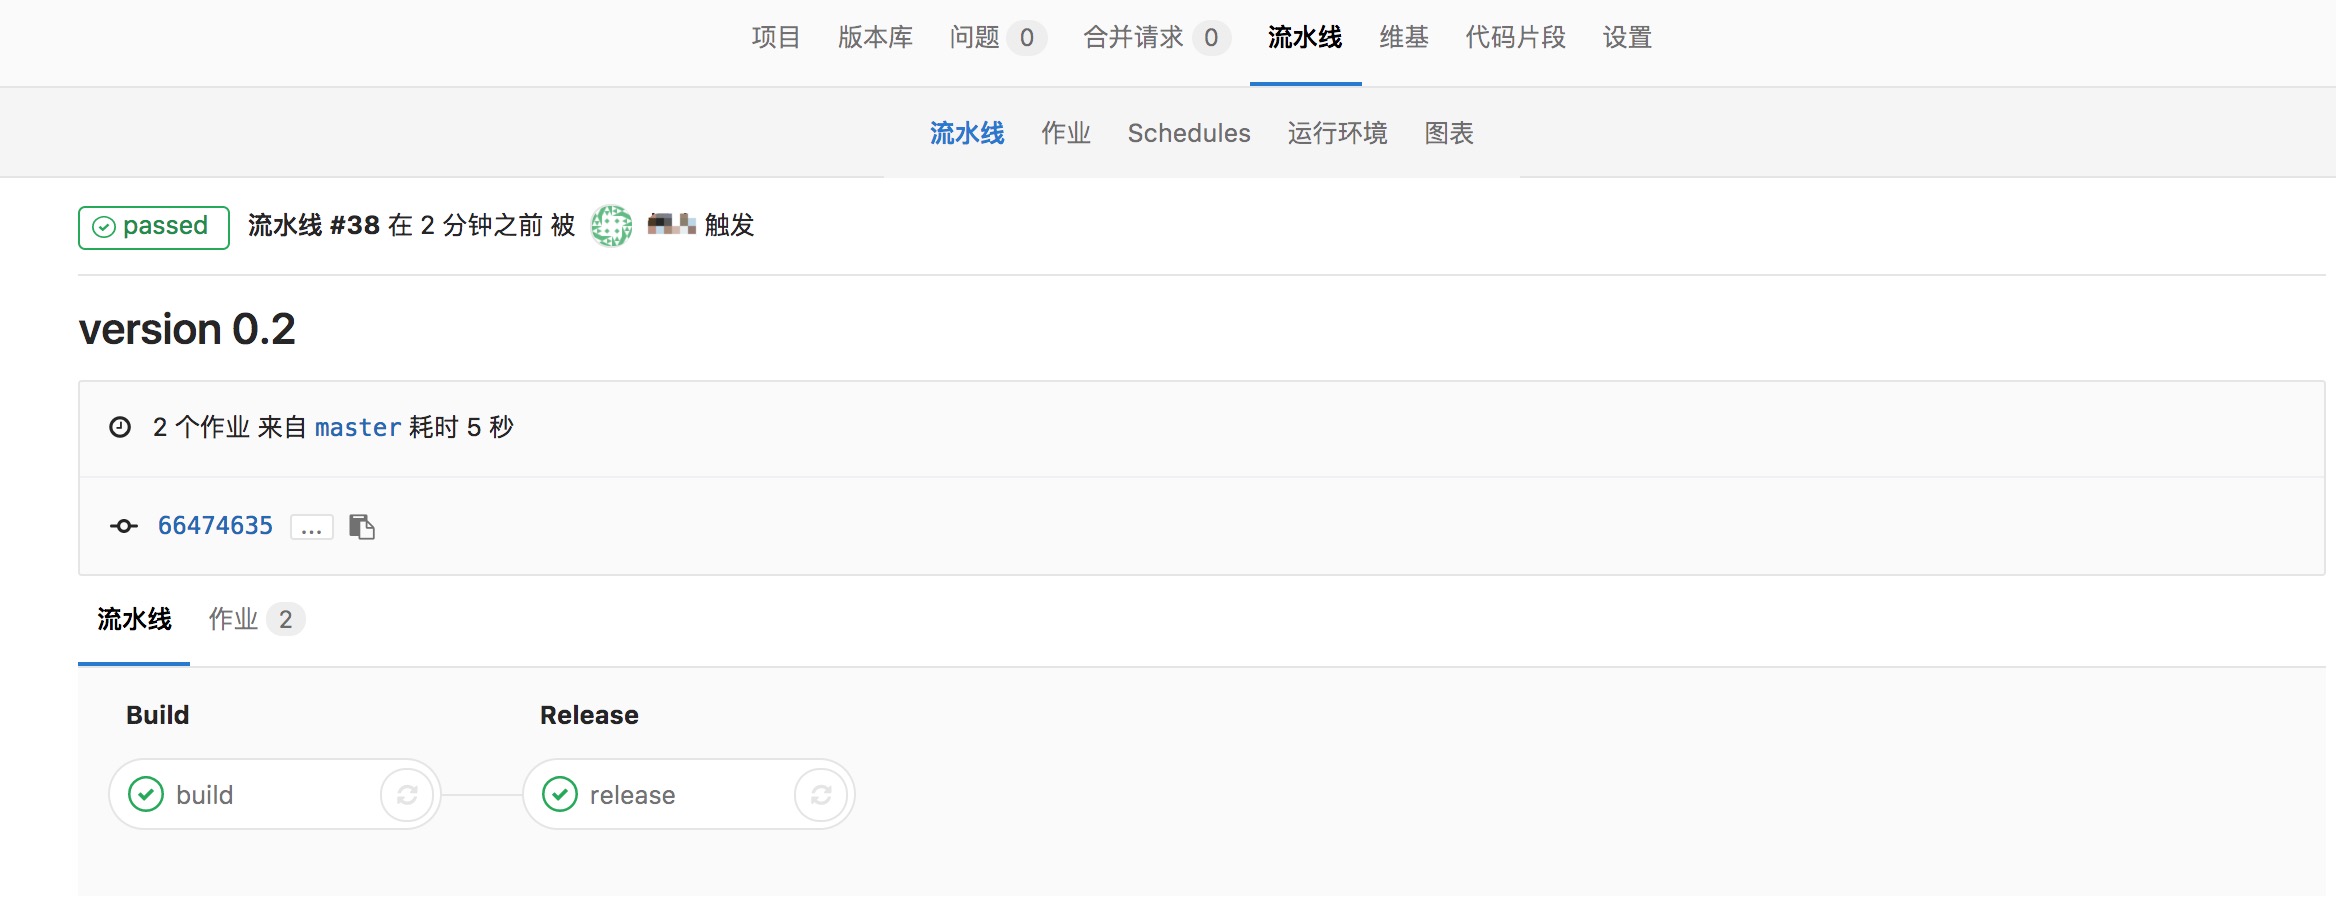 项目 版本库 问题 0 合并请求 0 流水线 维基 代码片段 设置
流水线 作业 Schedules 运行环境 图表
passed 流水线 #38 在 2 分钟之前 被 触发
version 0.2
2 个作业 来自 master 耗时 5 秒
66474635 ...
流水线 作业 2
Build Release
build release